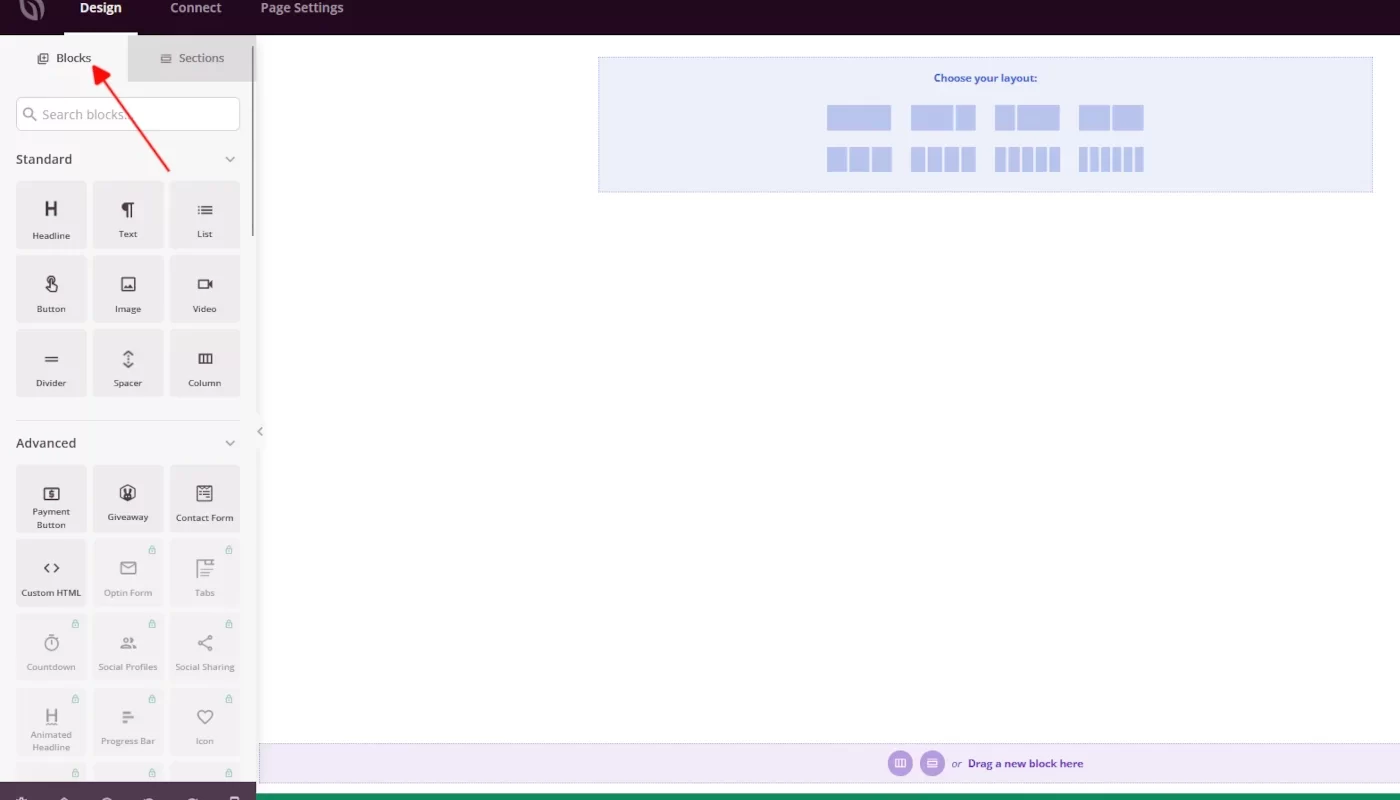 Design Connect Page Settings
Blocks Sections
Search blocks...
Choose your layout:
Standard
Headline Text List
Button Image Video
Divider Spacer Column
Advanced
Payment Button Giveaway Contact Form
Custom HTML Optin Form Tabs
Countdown Social Profiles Social Sharing
Animated Headline Progress Bar Icon
or Drag a new block here